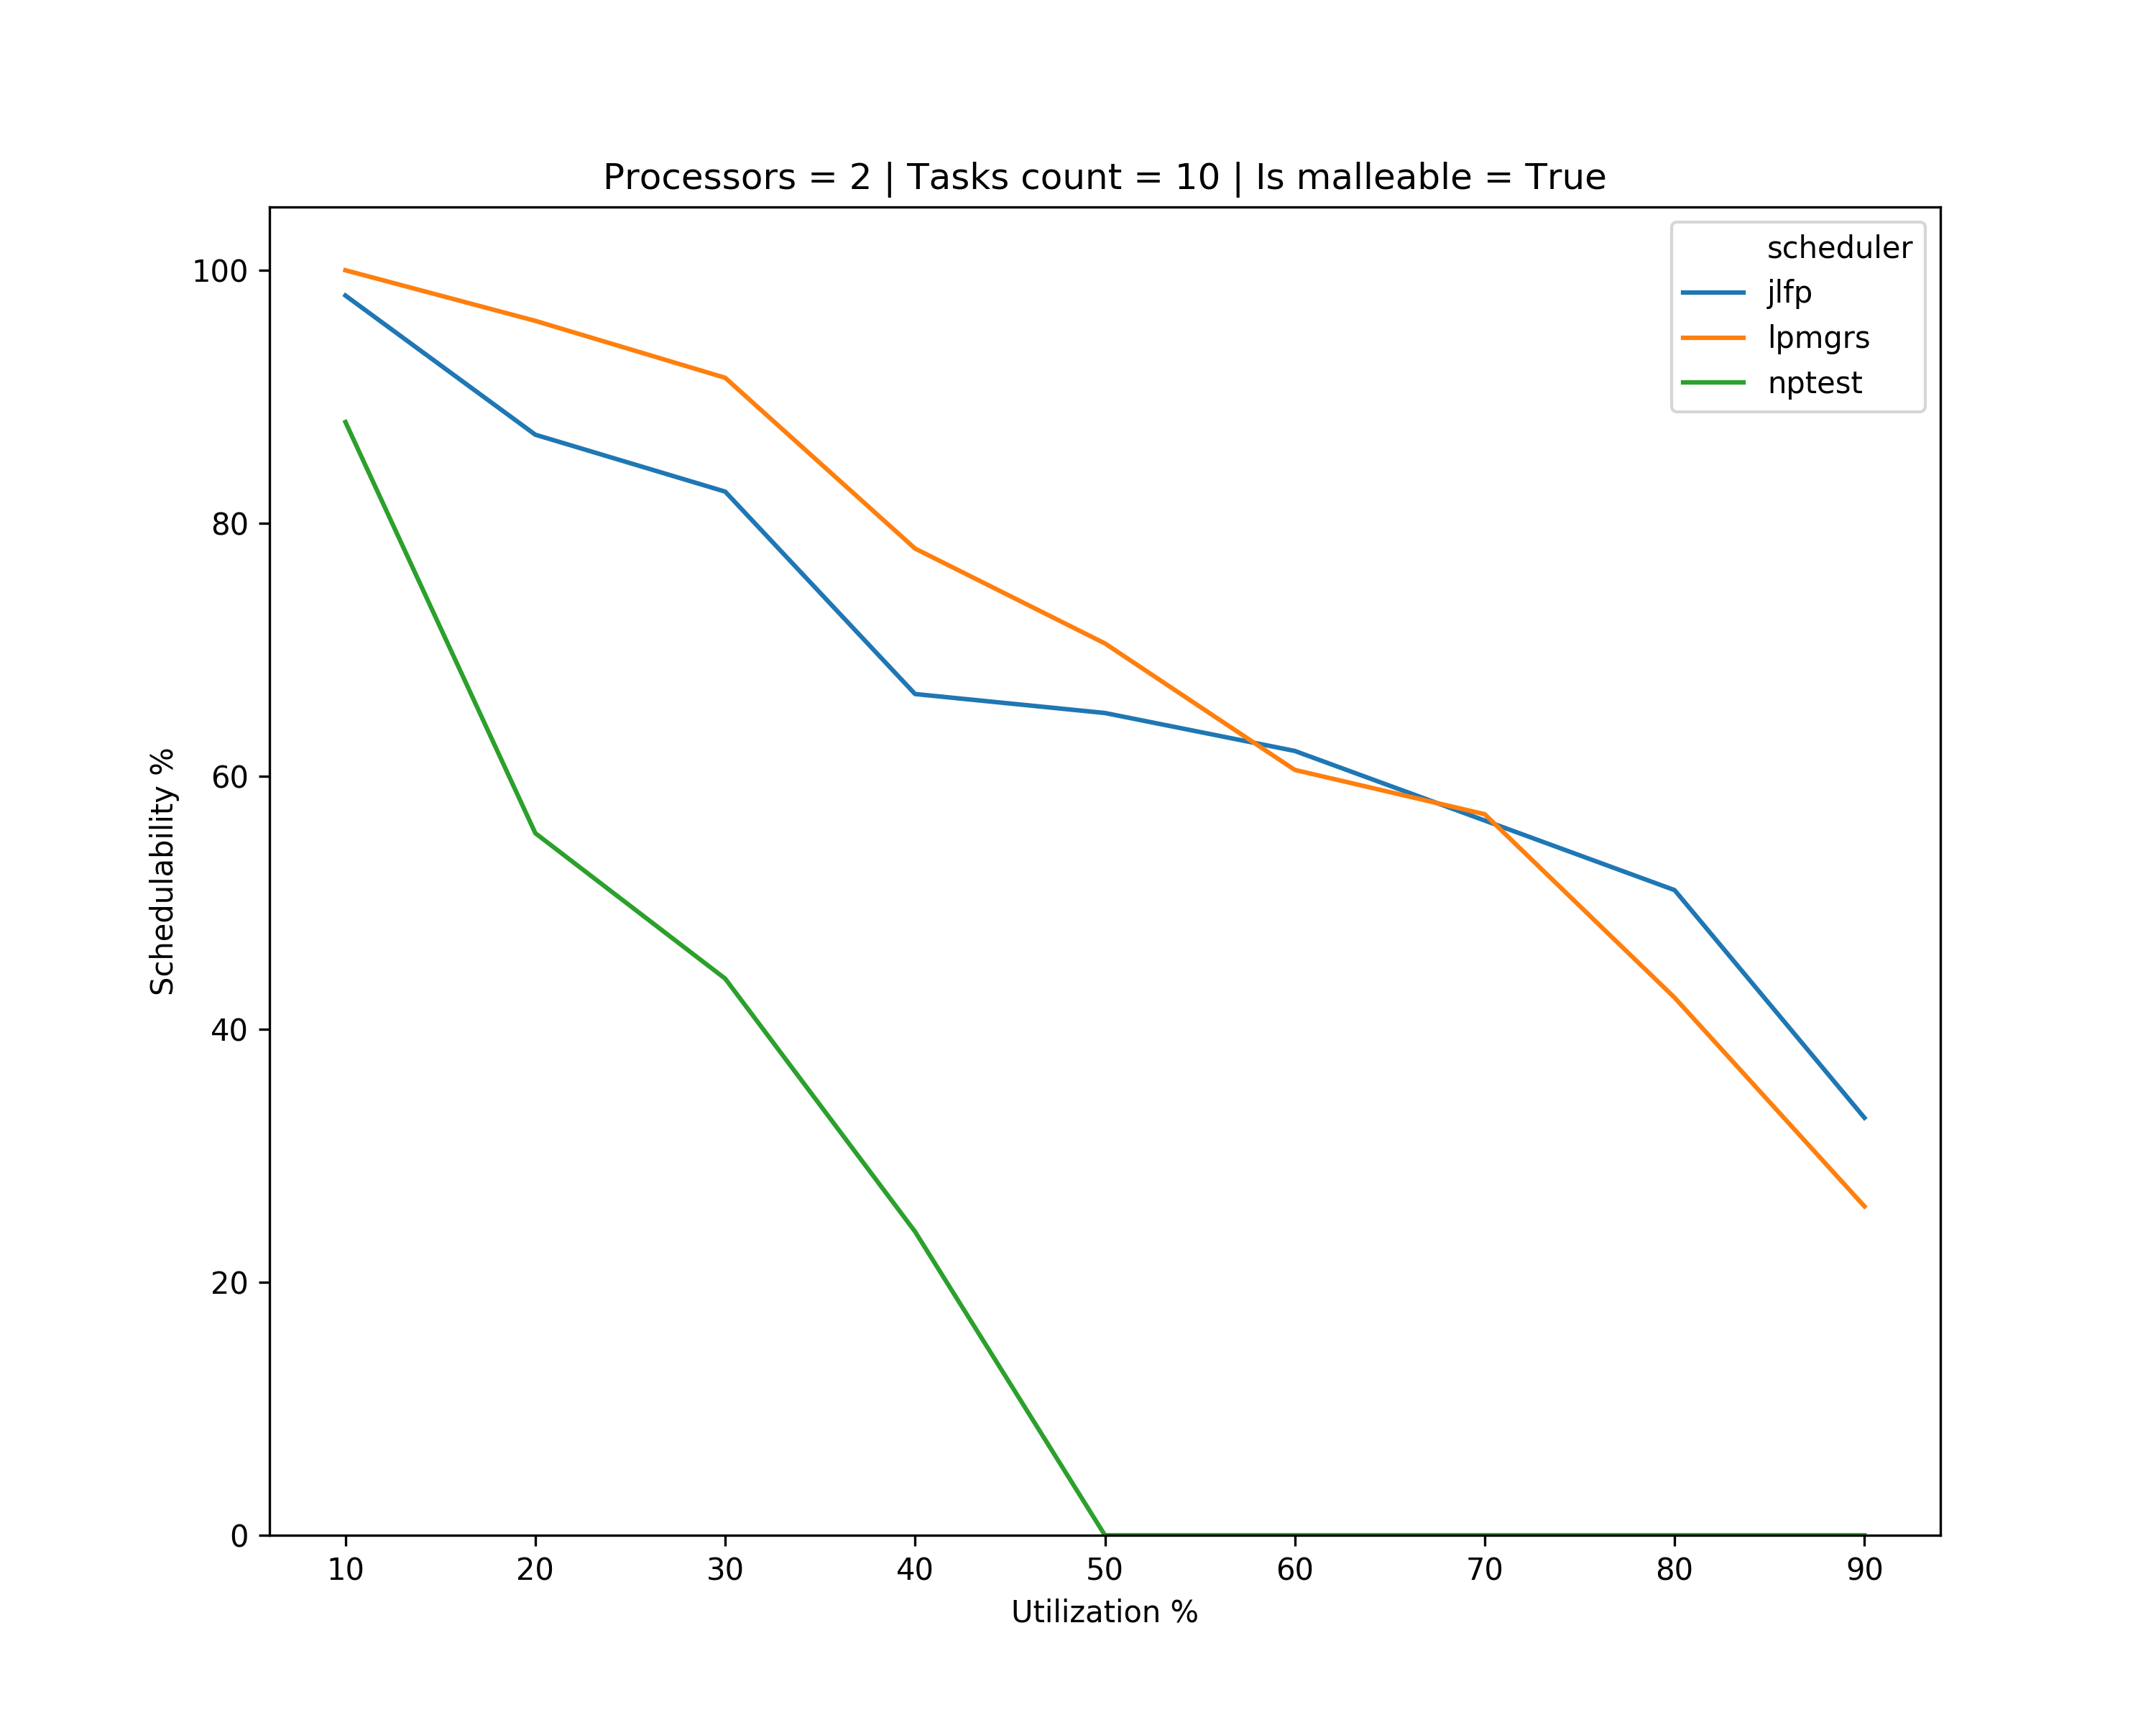 Processors = 2 | Tasks count = 10 | Is malleable = True
scheduler
jlfp
lpmgrs
nptest
Schedulability %
100
80
60
40
20
0
10 20 30 40 50 60 70 80 90
Utilization %